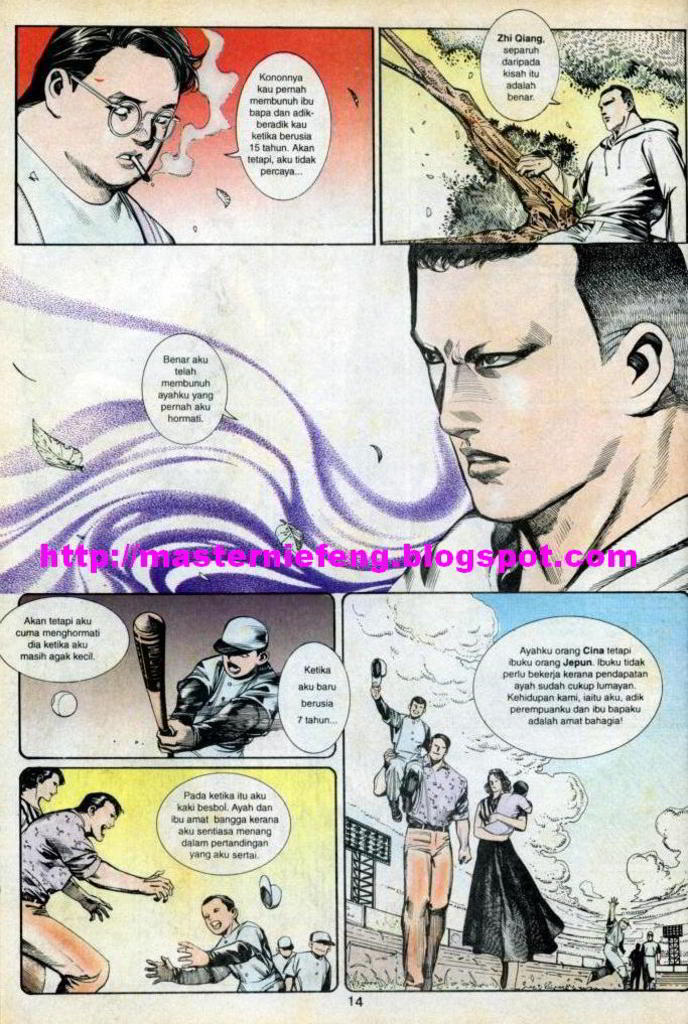 Kononnya
kau pernah
membunuh ibu
bapa dan adik-
beradik kau
ketika berusia
15 tahun. Akan
tetapi, aku tidak
percaya...
Zhi Qiang,
separuh
daripada
kisah itu
adalah
benar.
Benar aku
telah
membunuh
ayahku yang
pernah aku
hormati.
http://masterniefeng.blogspot.com
Akan tetapi aku
cuma menghormati
dia ketika aku
masih agak kecil.
Ketika
aku baru
berusia
7 tahun...
Pada ketika itu aku
kaki besbol. Ayah dan
ibu amat bangga kerana
aku sentiasa menang
dalam pertandingan
yang aku sertai.
Ayahku orang Cina tetapi
ibuku orang Jepun. Ibuku tidak
perlu bekerja kerana pendapatan
ayah sudah cukup lumayan.
Kehidupan kami, iaitu aku, adik
perempuanku dan ibu bapaku
adalah amat bahagia!
14